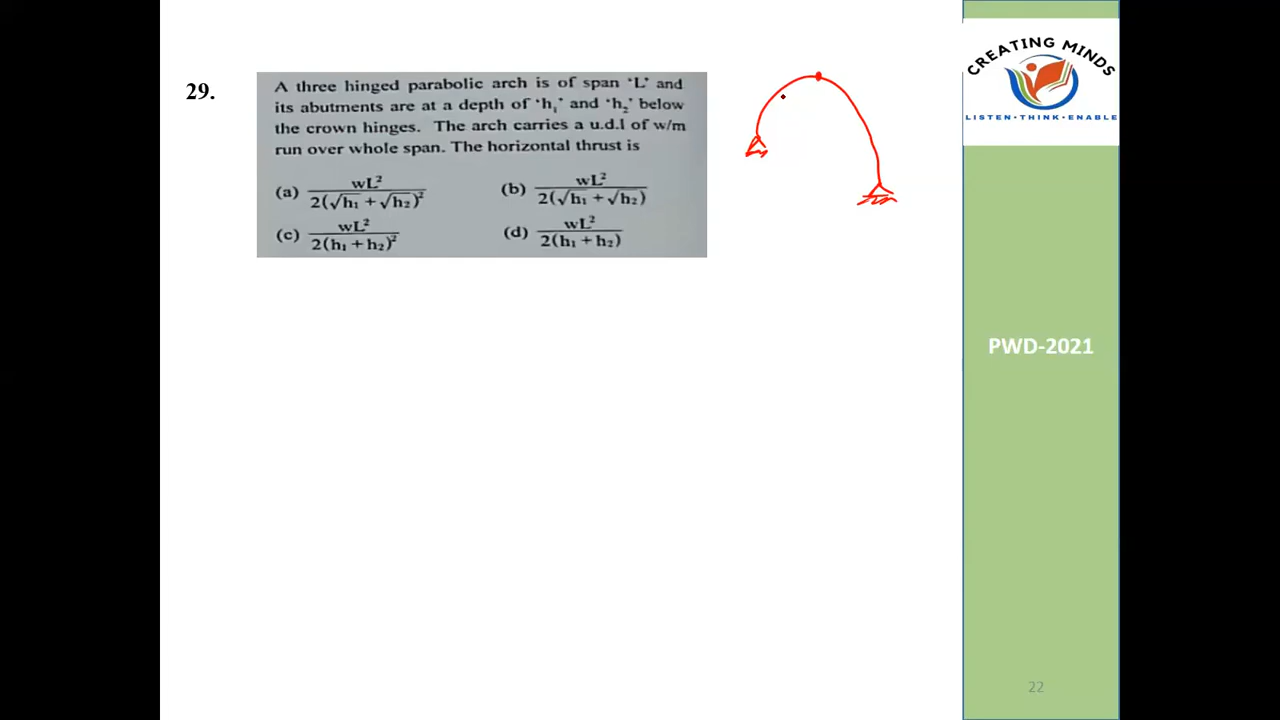 29.
A three hinged parabolic arch is of span ‘L’ and
its abutments are at a depth of ‘h₁’ and ‘h₂’ below
the crown hinges. The arch carries a u.d.l of w/m
run over whole span. The horizontal thrust is
(a) wL² / 2(√h₁ + √h₂)² (b) wL² / 2(√h₁ + √h₂)
(c) wL² / 2(h₁ + h₂)² (d) wL² / 2(h₁ + h₂)
CREATING MINDS
LISTEN•THINK•ENABLE
PWD-2021
22